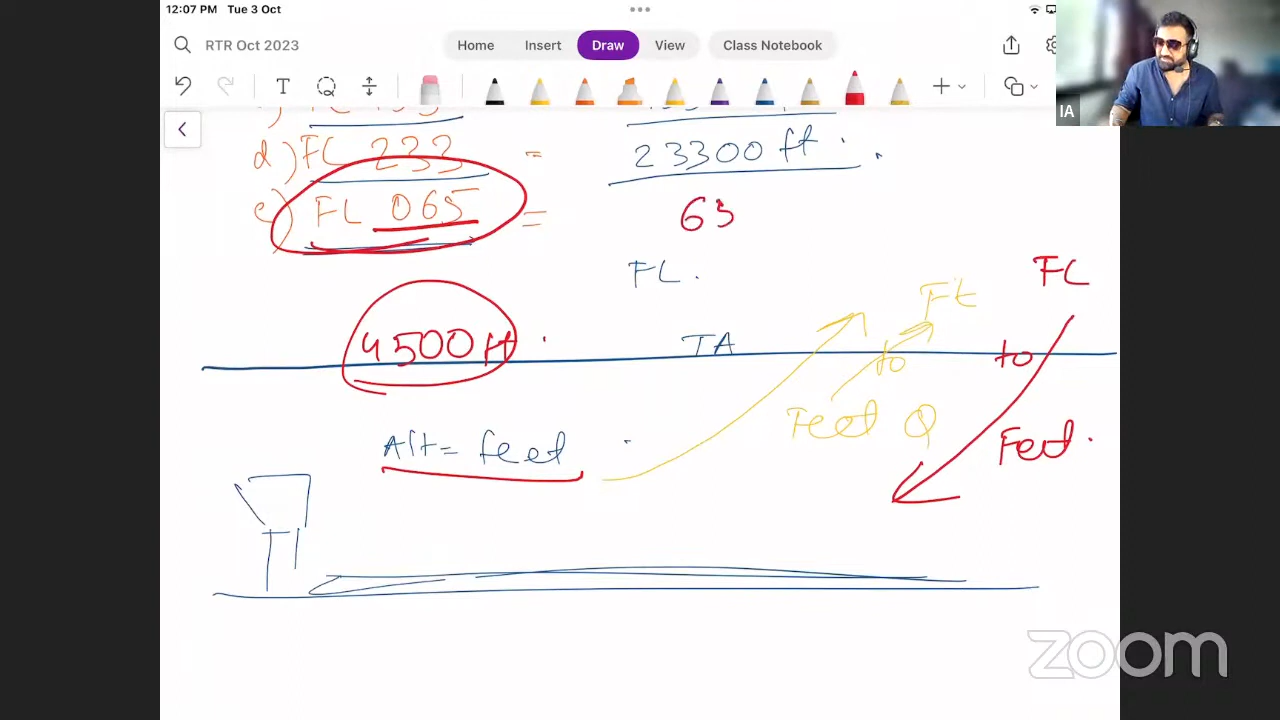 12:07 PM Tue 3 Oct
RTR Oct 2023
Home Insert Draw View Class Notebook
IA
d) FL 233 = 23300 ft.
e) FL 065 = 65
FL.
FL
Ft
4500 ft.
TA
to
to
Feet Q
Feet.
Alt = feet
zoom